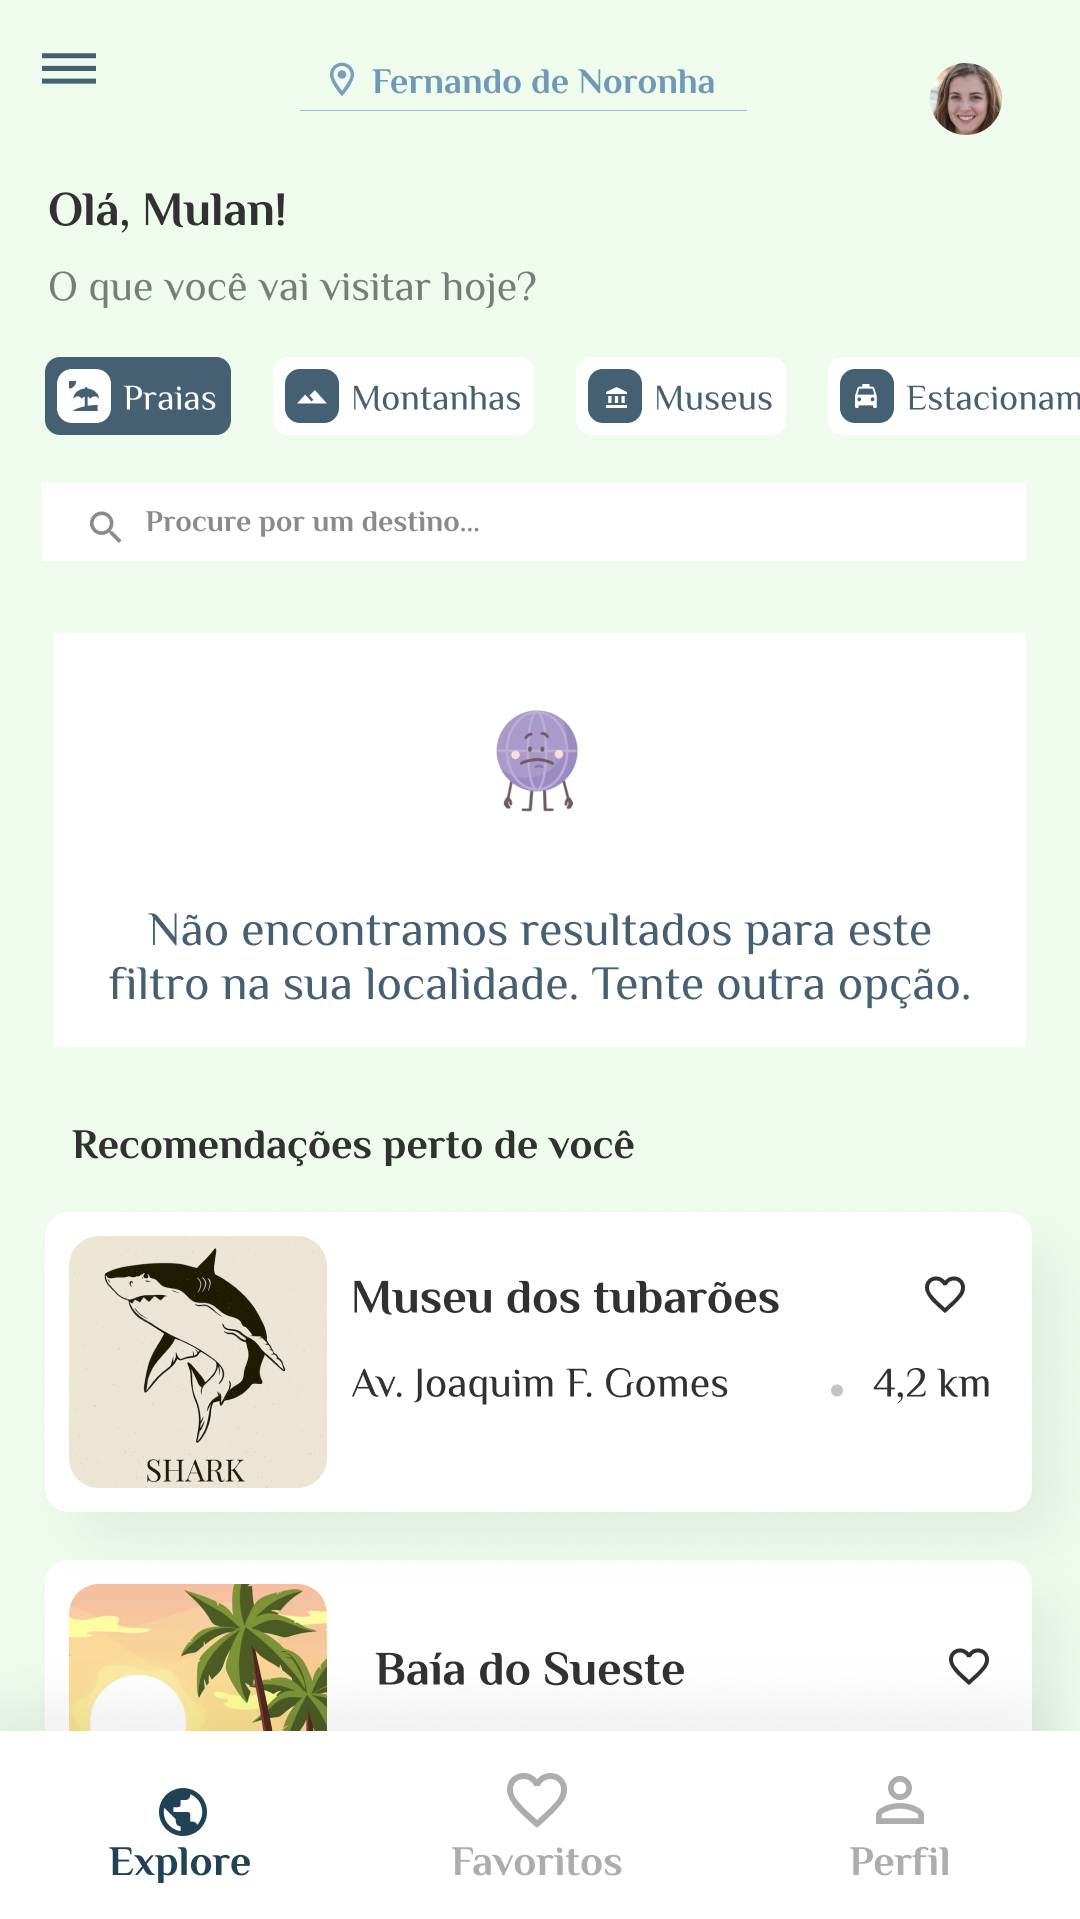 Fernando de Noronha
Olá, Mulan!
O que você vai visitar hoje?
Praias
Montanhas
Museus
Estacionam
Procure por um destino...
Não encontramos resultados para este
filtro na sua localidade. Tente outra opção.
Recomendações perto de você
Museu dos tubarões
Av. Joaquim F. Gomes
4,2 km
SHARK
Baía do Sueste
Explore
Favoritos
Perfil